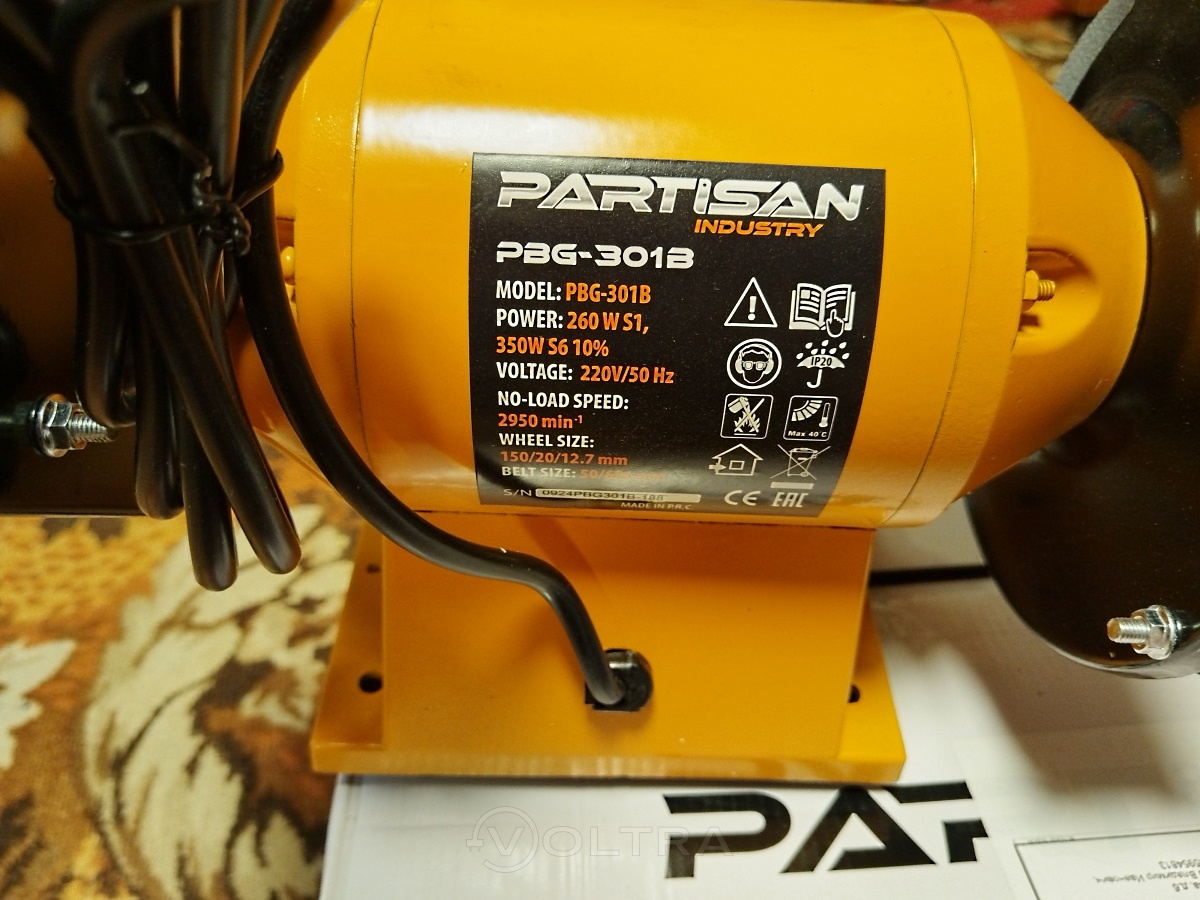 PARTISAN
INDUSTRY
PBG-301B
MODEL: PBG-301B
POWER: 260 W S1,
350W S6 10%
VOLTAGE: 220V/50 Hz
NO-LOAD SPEED:
2950 min-1
WHEEL SIZE:
150/20/12.7 mm
BELT SIZE:
S/N 0924PBG301B-188
MADE IN P.R.C.
IP20
Max 40°C
CE EAC
VOLTRA